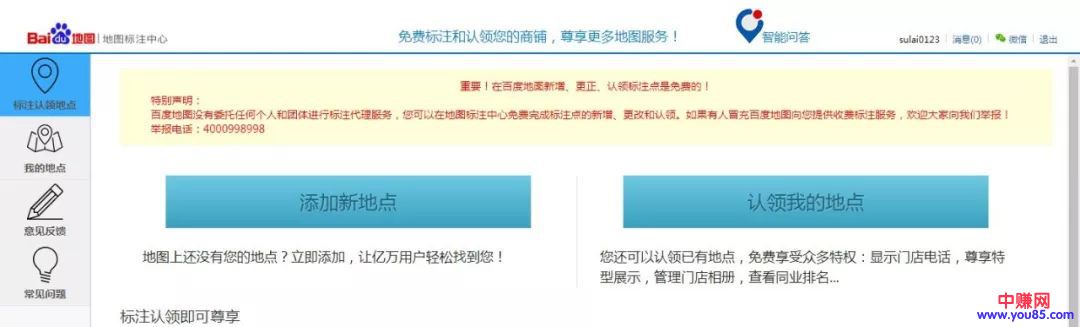 Baidu地图 | 地图标注中心
免费标注和认领您的商铺，尊享更多地图服务！
智能问答
sulai0123 | 消息(0) | 微信 | 退出
标注认领地点
我的地点
意见反馈
常见问题
重要！在百度地图新增、更正、认领标注点是免费的！
特别声明：
百度地图没有委托任何个人和团体进行标注代理服务，您可以在地图标注中心免费完成标注点的新增、更改和认领。如果有人冒充百度地图向您提供收费标注服务，欢迎大家向我们举报！
举报电话：4000998998
添加新地点
地图上还没有您的地点？立即添加，让亿万用户轻松找到您！
认领我的地点
您还可以认领已有地点，免费享受众多特权：显示门店电话，尊享特
型展示，管理门店相册，查看同业排名...
标注认领即可尊享
中赚网
www.you85.com